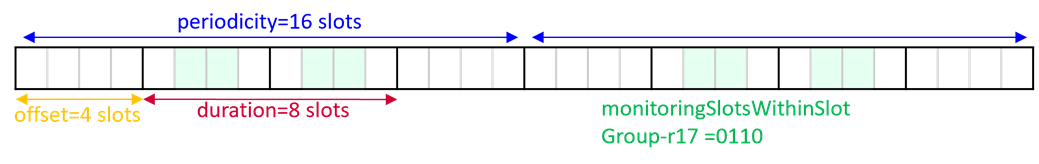 periodicity=16 slots
offset=4 slots
duration=8 slots
monitoringSlotsWithinSlot
Group-r17 =0110